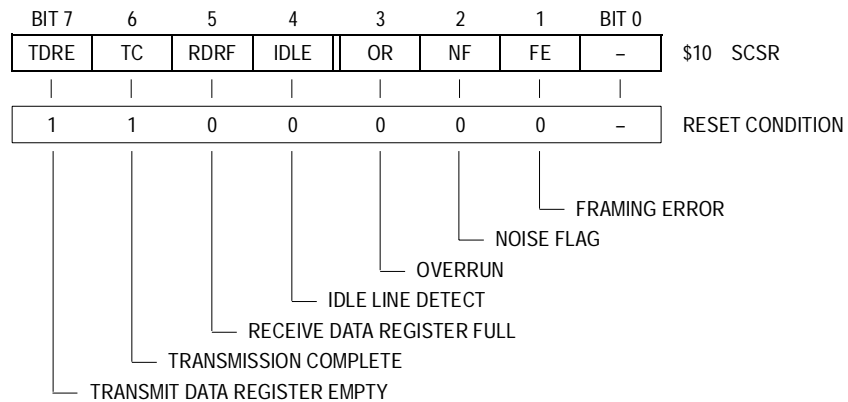 BIT 7 6 5 4 3 2 1 BIT 0
TDRE TC RDRF IDLE OR NF FE – $10 SCSR
1 1 0 0 0 0 0 – RESET CONDITION
FRAMING ERROR
NOISE FLAG
OVERRUN
IDLE LINE DETECT
RECEIVE DATA REGISTER FULL
TRANSMISSION COMPLETE
TRANSMIT DATA REGISTER EMPTY